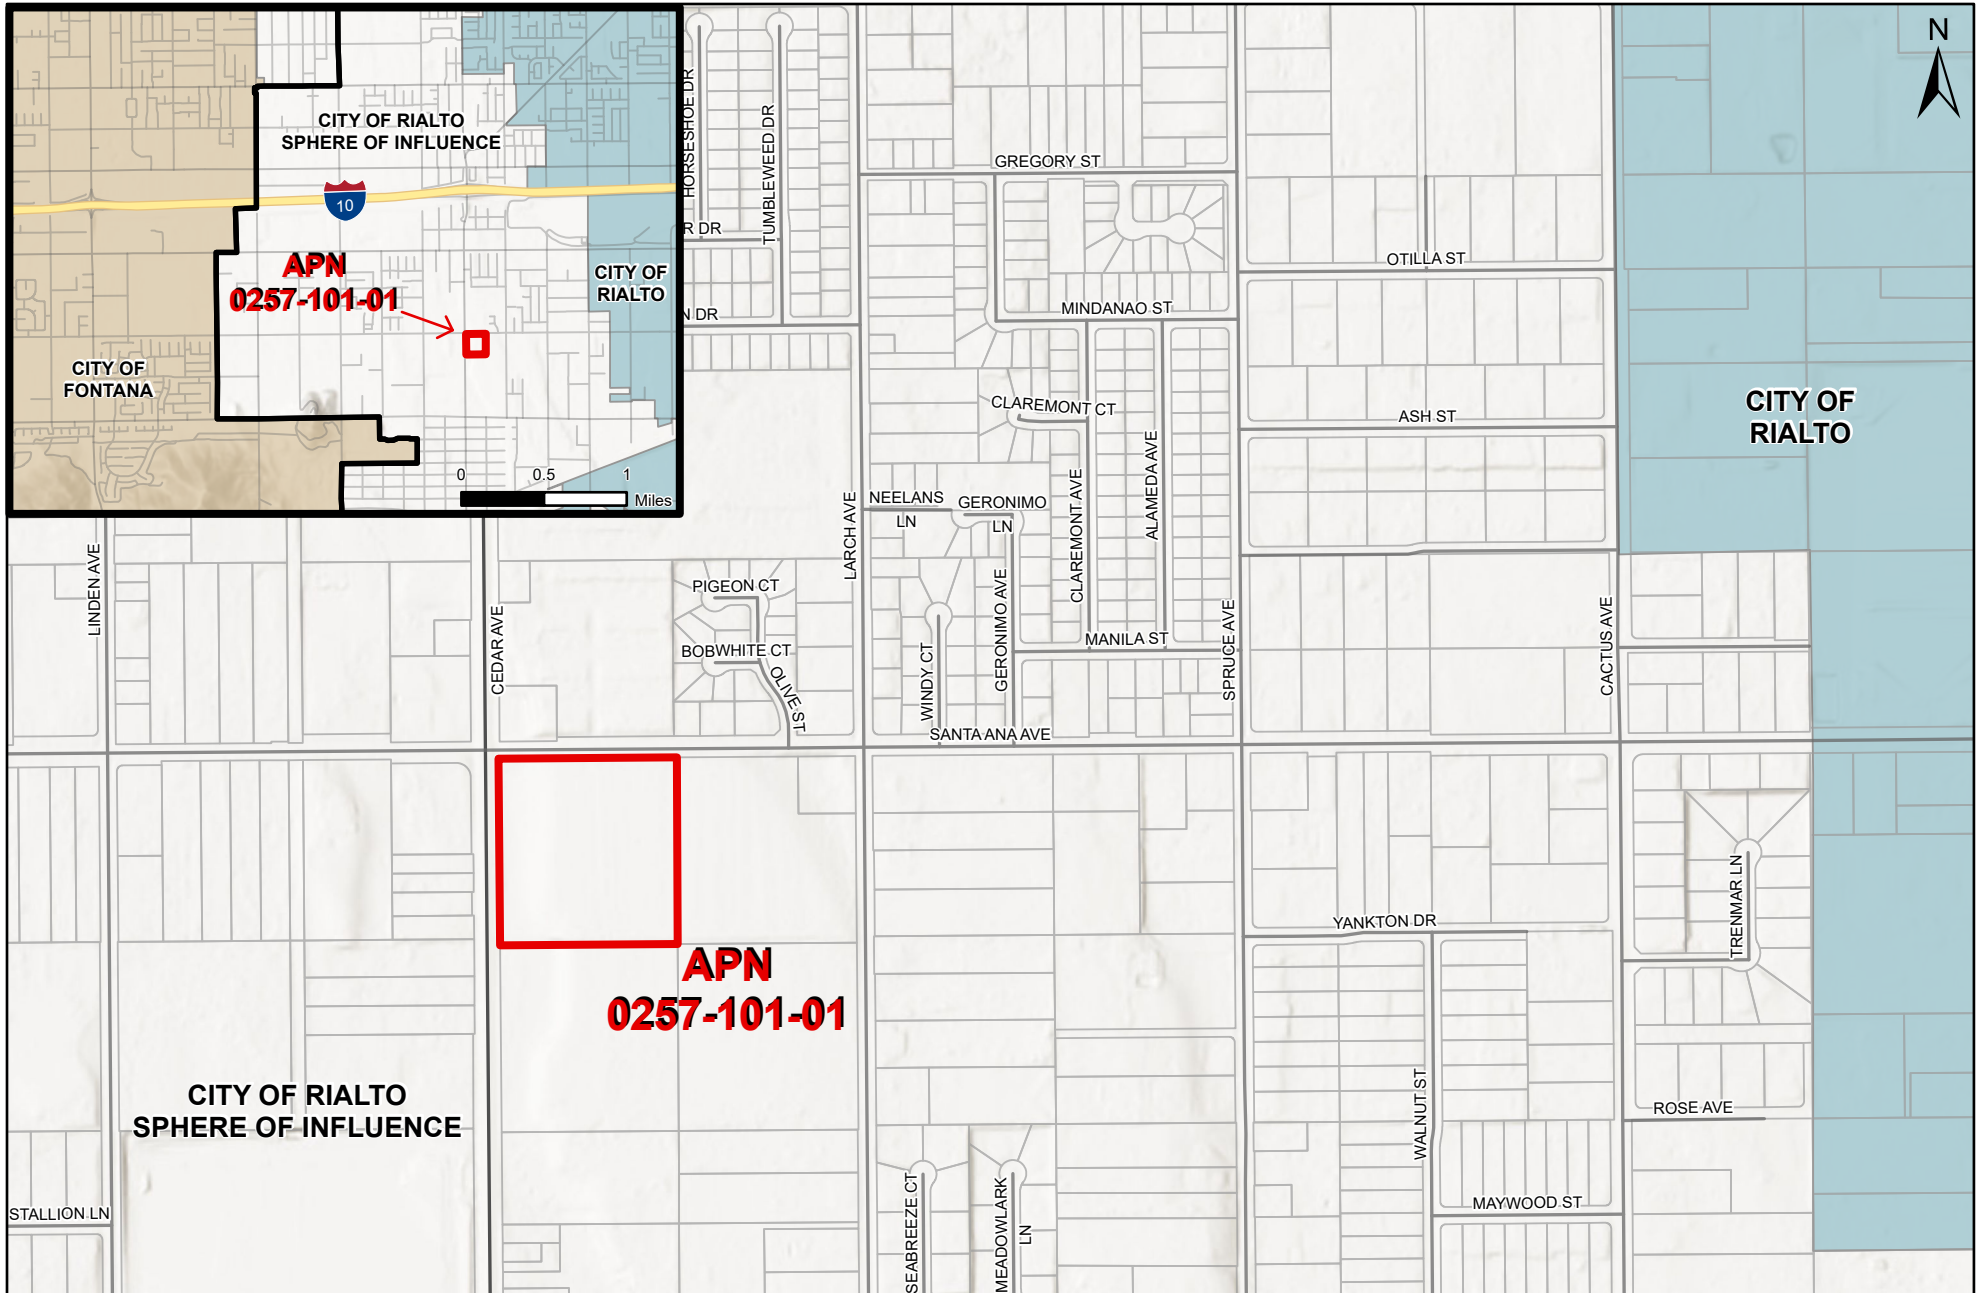 CITY OF RIALTO
SPHERE OF INFLUENCE
10
APN
0257-101-01
CITY OF
RIALTO
CITY OF
FONTANA
0
0.5
1
Miles
N
HORSESHOE DR
TUMBLEWEED DR
R DR
N DR
GREGORY ST
OTILLA ST
MINDANAO ST
CLAREMONT CT
ASH ST
CITY OF
RIALTO
NEELANS
LN
GERONIMO
LN
LARCH AVE
CLAREMONT AVE
ALAMEDA AVE
LINDEN AVE
CEDAR AVE
PIGEON CT
BOBWHITE CT
OLIVE ST
WINDY CT
GERONIMO AVE
MANILA ST
SPRUCE AVE
CACTUS AVE
SANTA ANA AVE
APN
0257-101-01
YANKTON DR
TRENMAR LN
CITY OF RIALTO
SPHERE OF INFLUENCE
WALNUT ST
ROSE AVE
STALLION LN
SEABREEZE CT
MEADOWLARK
LN
MAYWOOD ST